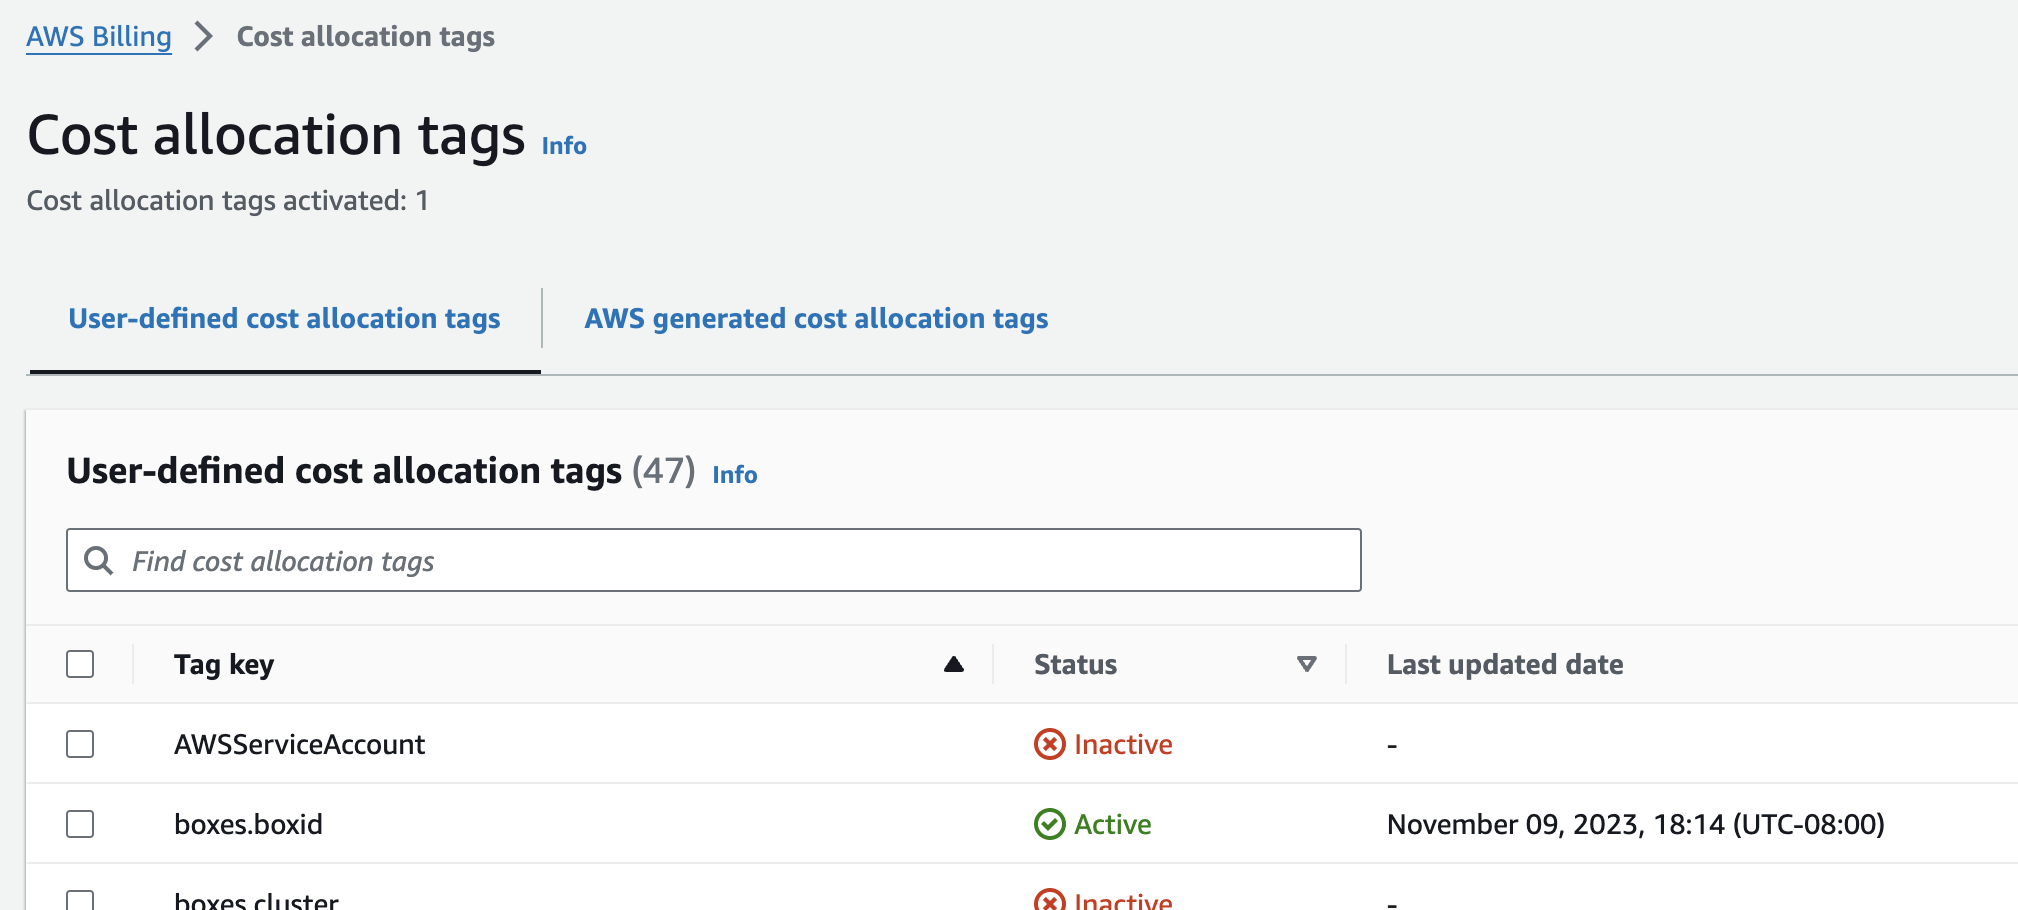 AWS Billing > Cost allocation tags
Cost allocation tags Info
Cost allocation tags activated: 1
User-defined cost allocation tags
AWS generated cost allocation tags
User-defined cost allocation tags (47) Info
Find cost allocation tags
Tag key Status Last updated date
AWSServiceAccount Inactive -
boxes.boxid Active November 09, 2023, 18:14 (UTC-08:00)
boxes.cluster Inactive -